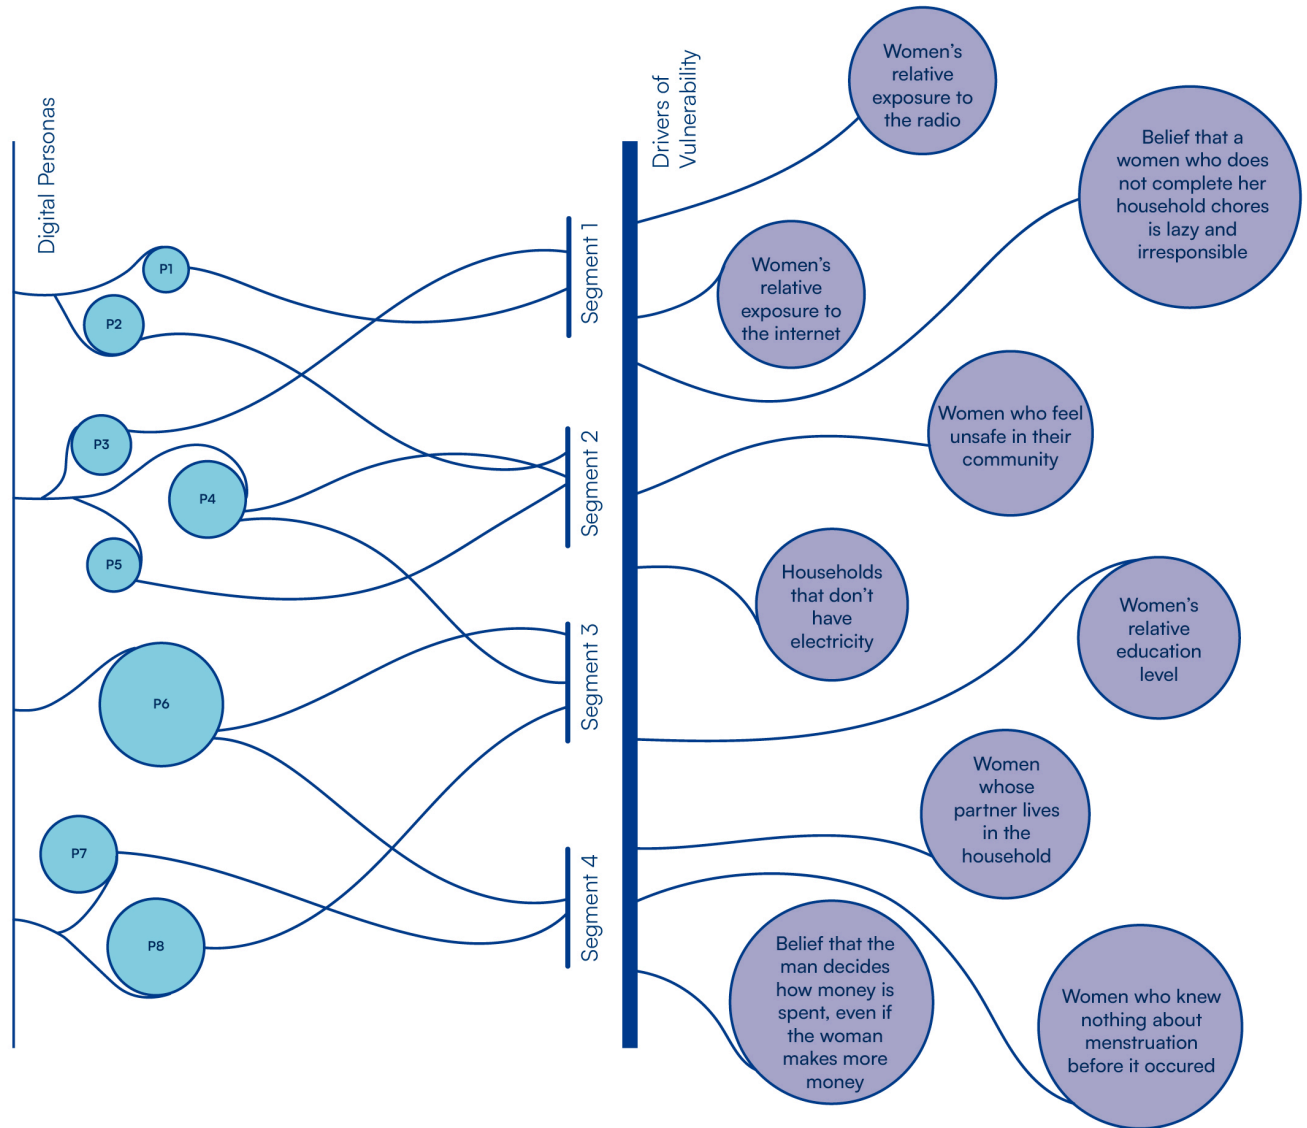 Digital Personas
P1
P2
P3
P4
P5
P6
P7
P8
Segment 1
Segment 2
Segment 3
Segment 4
Drivers of
Vulnerability
Women's
relative
exposure to
the radio
Belief that a
women who does
not complete her
household chores
is lazy and
irresponsible
Women's
relative
exposure to
the internet
Women who feel
unsafe in their
community
Households
that don't
have
electricity
Women's
relative
education
level
Women
whose
partner lives
in the
household
Belief that the
man decides
how money is
spent, even if
the woman
makes more
money
Women who knew
nothing about
menstruation
before it occured